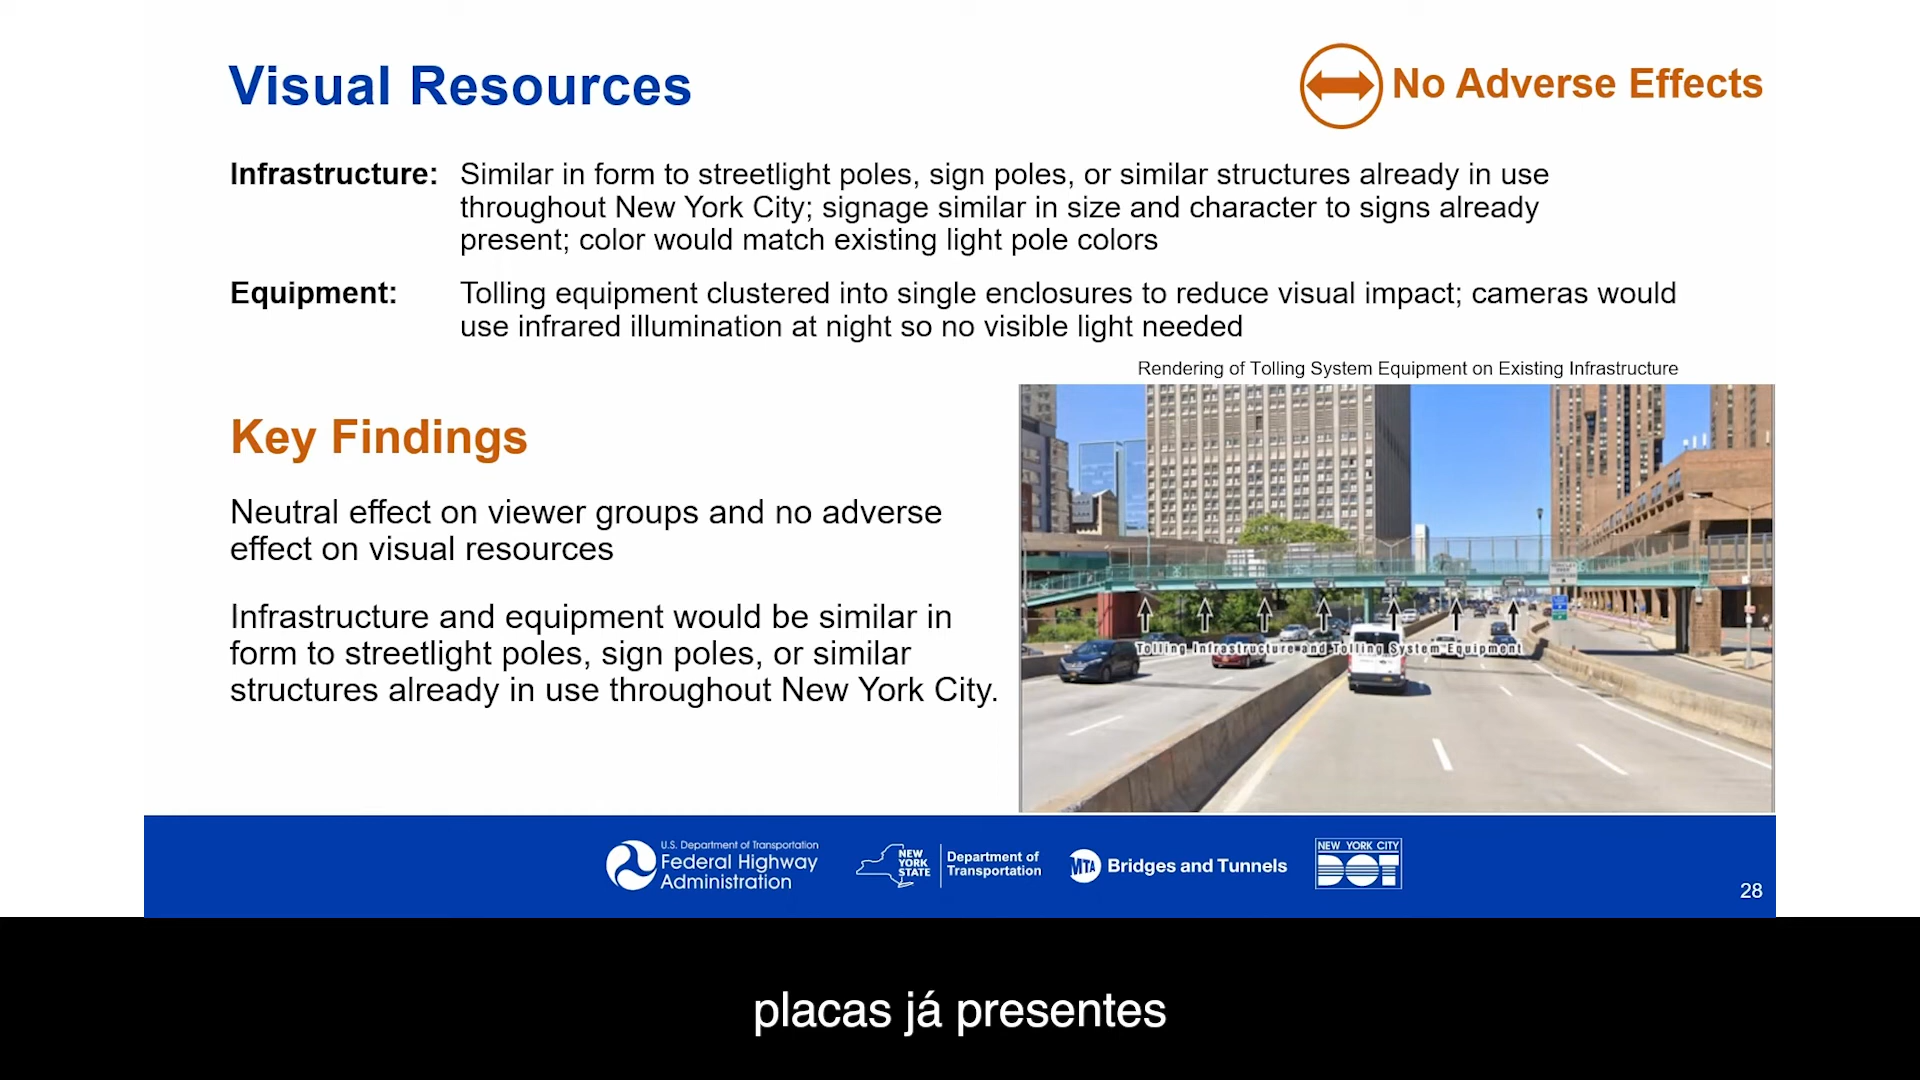 Visual Resources
No Adverse Effects
Infrastructure: Similar in form to streetlight poles, sign poles, or similar structures already in use
throughout New York City; signage similar in size and character to signs already
present; color would match existing light pole colors
Equipment: Tolling equipment clustered into single enclosures to reduce visual impact; cameras would
use infrared illumination at night so no visible light needed
Rendering of Tolling System Equipment on Existing Infrastructure
Key Findings
Neutral effect on viewer groups and no adverse
effect on visual resources
Infrastructure and equipment would be similar in
form to streetlight poles, sign poles, or similar
structures already in use throughout New York City.
Tolling Infrastructure and Tolling System Equipment
U.S. Department of Transportation
Federal Highway
Administration
NEW
YORK
STATE
Department of
Transportation
MTA Bridges and Tunnels
NEW YORK CITY
DOT
28
placas já presentes